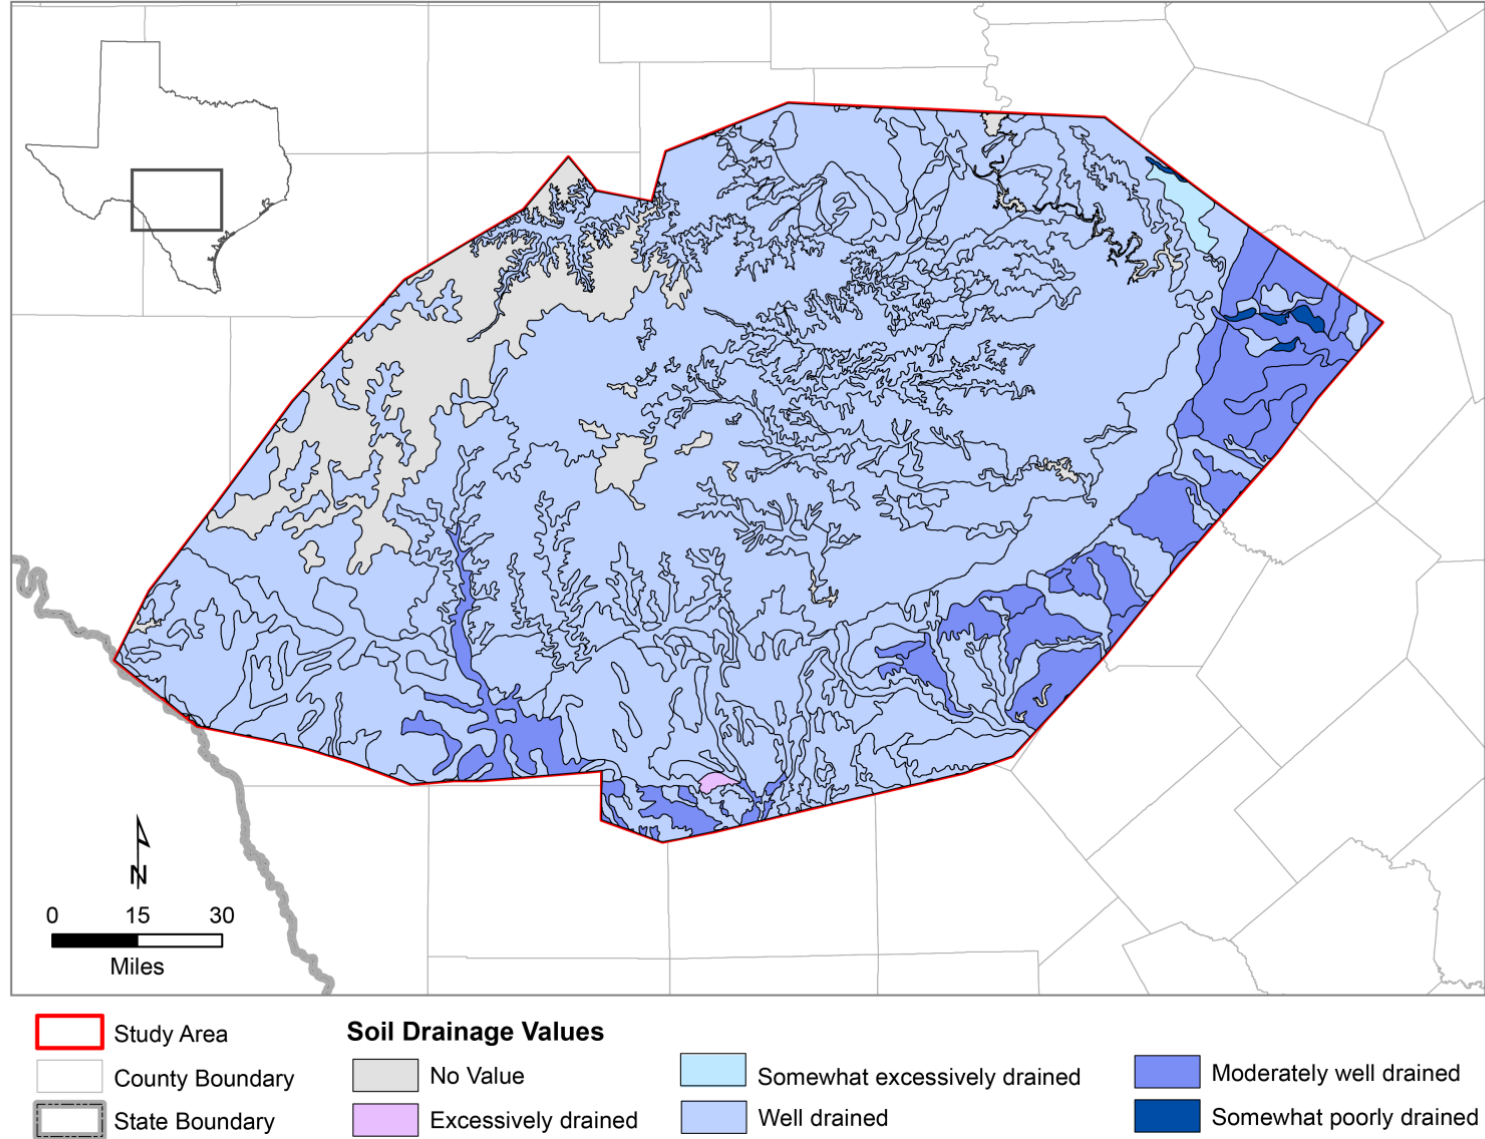 N
0 15 30
Miles
Study Area
County Boundary
State Boundary
Soil Drainage Values
No Value
Excessively drained
Somewhat excessively drained
Well drained
Moderately well drained
Somewhat poorly drained